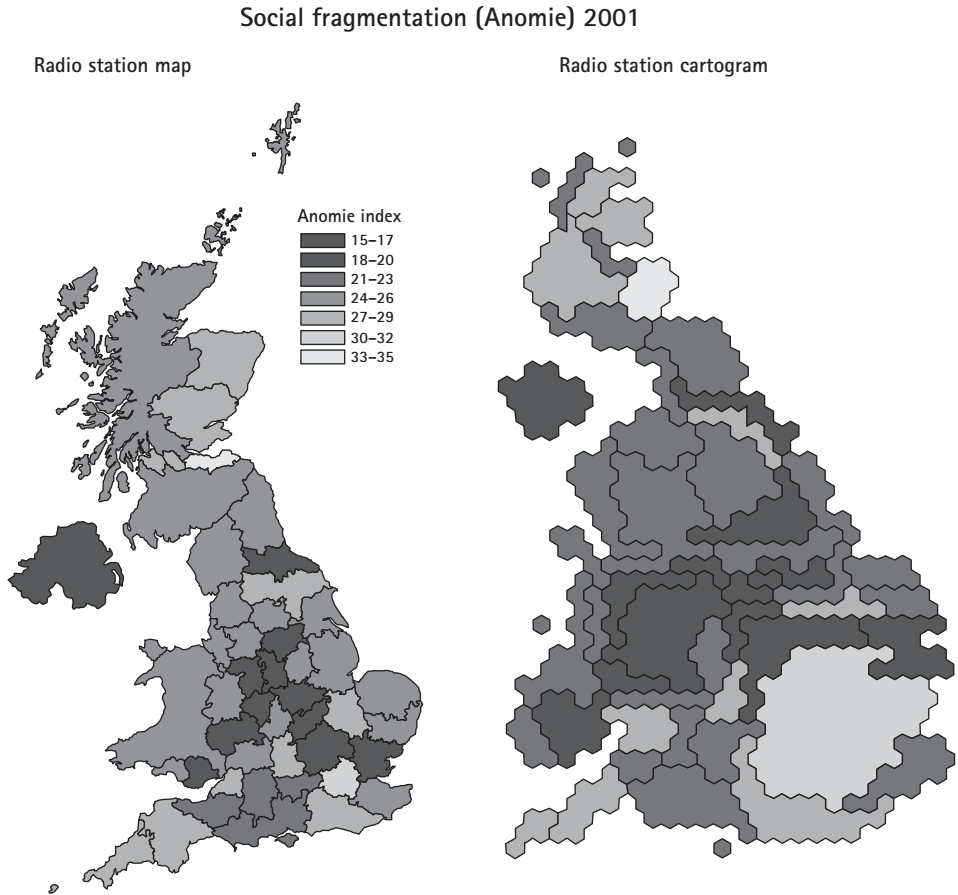 Social fragmentation (Anomie) 2001
Radio station map
Radio station cartogram
Anomie index
15–17
18–20
21–23
24–26
27–29
30–32
33–35